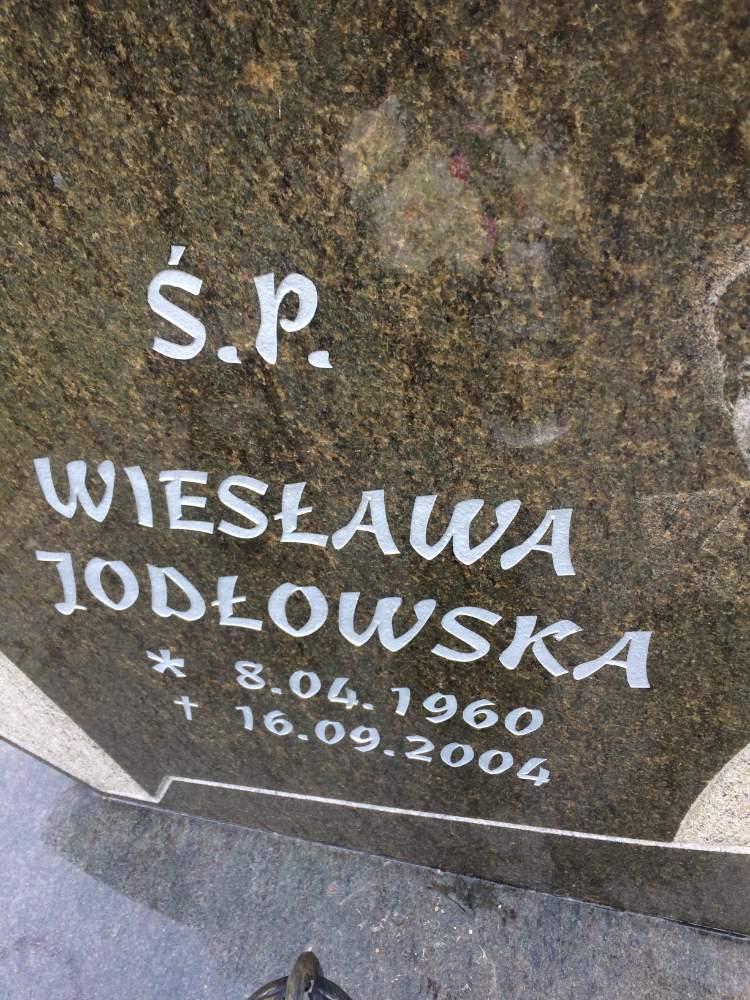 Ś.P.
WIESŁAWA
JODŁOWSKA
* 8.04.1960
† 16.09.2004